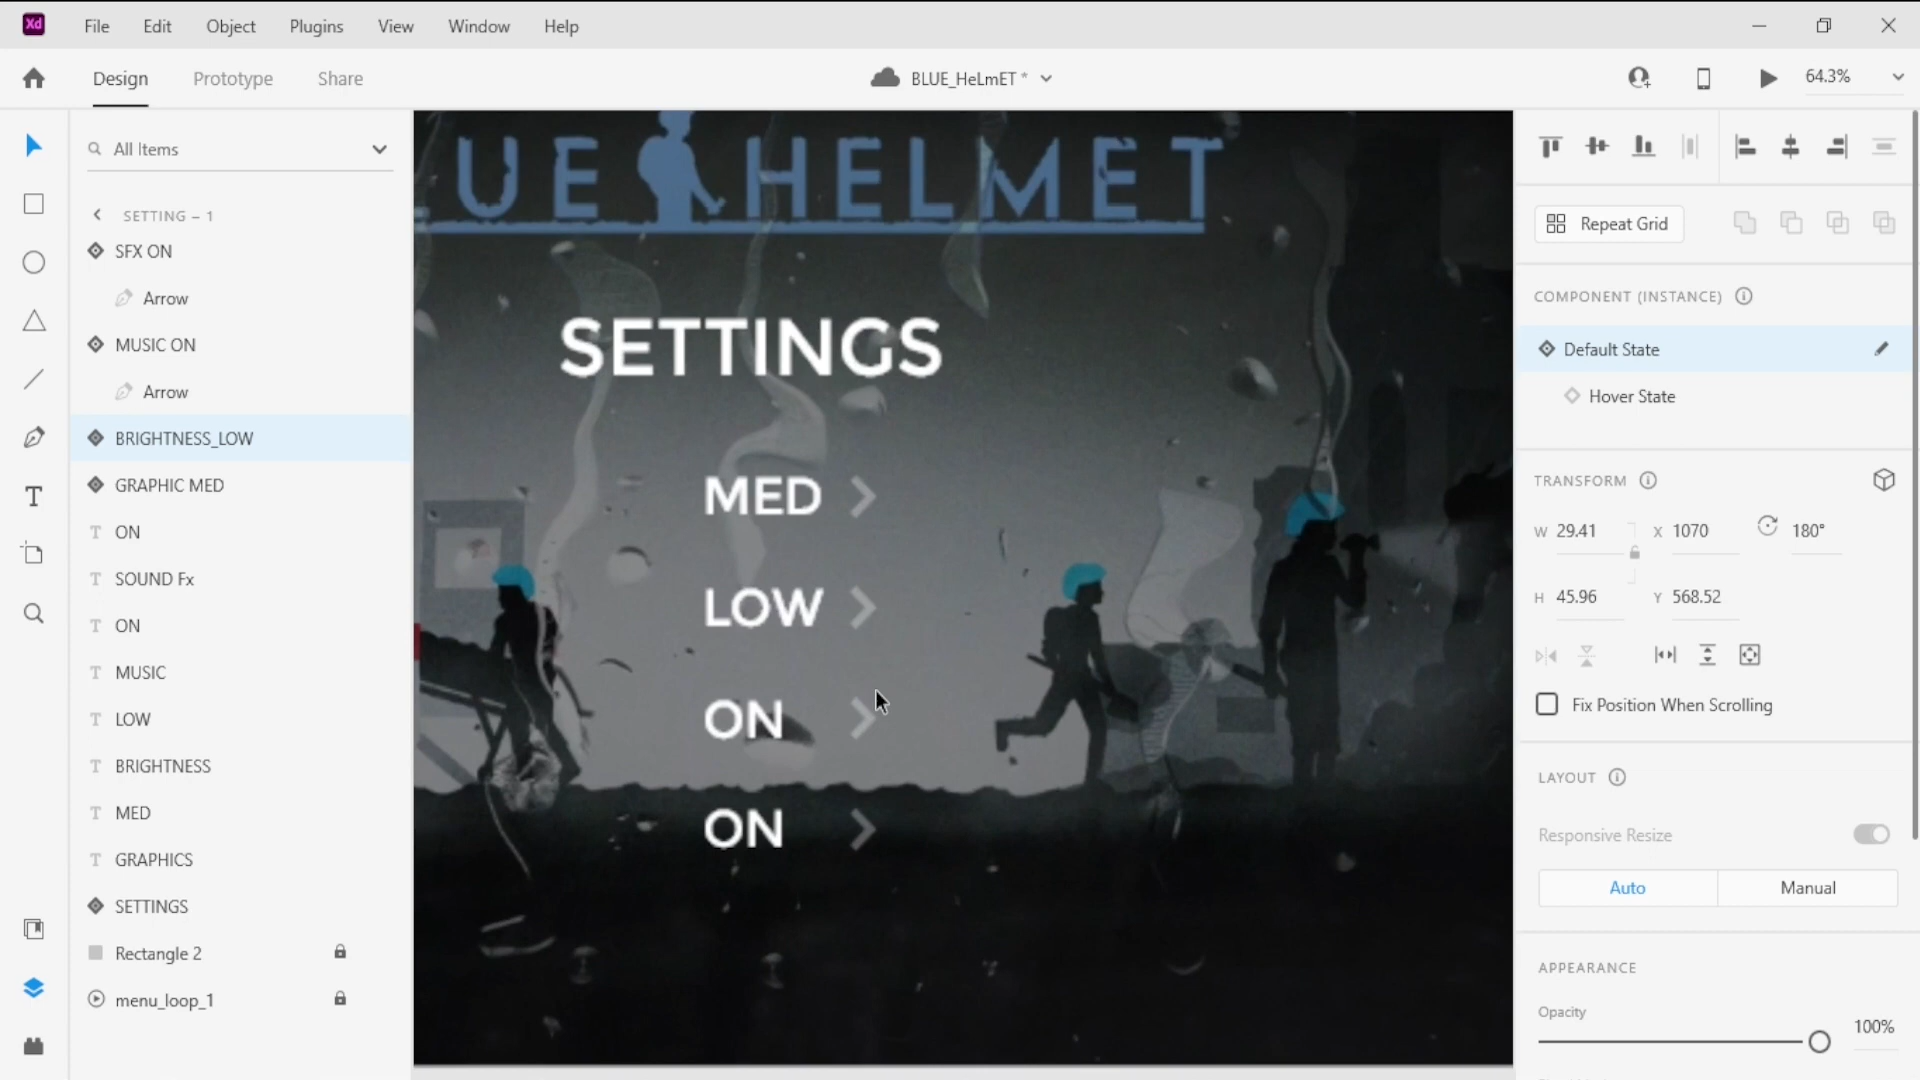 Xd File Edit Object Plugins View Window Help
Design Prototype Share BLUE_HeLmET * 64.3%
All Items
SETTING – 1
SFX ON
Arrow
MUSIC ON
Arrow
BRIGHTNESS_LOW
GRAPHIC MED
T ON
T SOUND Fx
T ON
T MUSIC
T LOW
T BRIGHTNESS
T MED
T GRAPHICS
SETTINGS
Rectangle 2
menu_loop_1
UE HELMET
SETTINGS
MED
LOW
ON
ON
Repeat Grid
COMPONENT (INSTANCE)
Default State
Hover State
TRANSFORM
W 29.41 X 1070 180°
H 45.96 Y 568.52
Fix Position When Scrolling
LAYOUT
Responsive Resize
Auto Manual
APPEARANCE
Opacity
100%